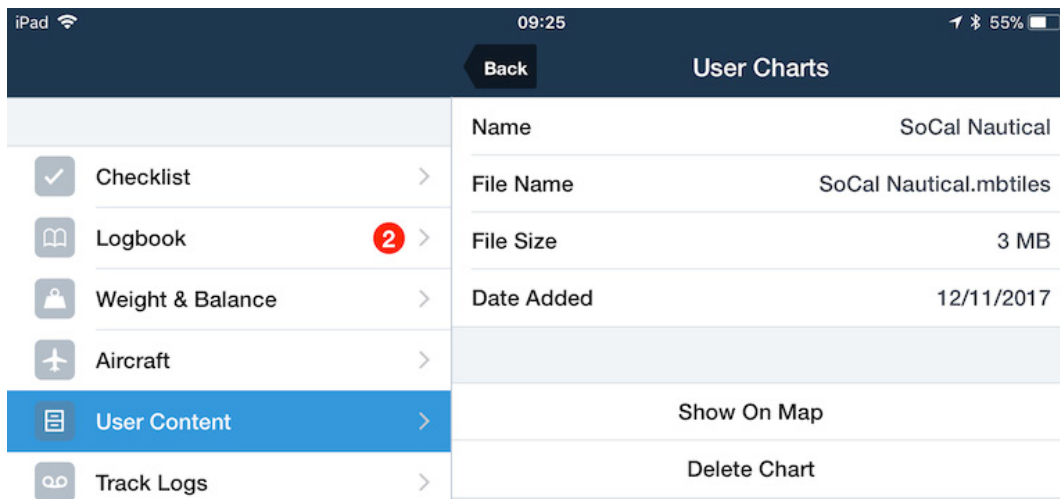 iPad 09:25 55%
Back User Charts
Name SoCal Nautical
Checklist
File Name SoCal Nautical.mbtiles
Logbook 2
File Size 3 MB
Weight & Balance
Date Added 12/11/2017
Aircraft
User Content
Show On Map
Track Logs
Delete Chart